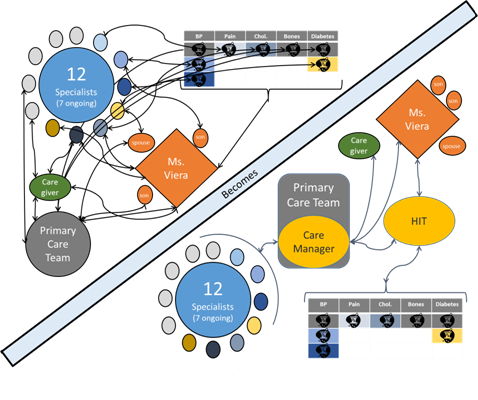 BP Pain Chol. Bones Diabetes
12
Specialists
(7 ongoing)
spouse
son
Ms.
Viera
son
Care
giver
Primary
Care Team
Becomes
son
son
Ms.
Viera
spouse
Care
giver
Primary
Care Team
Care
Manager
HIT
12
Specialists
(7 ongoing)
BP Pain Chol. Bones Diabetes